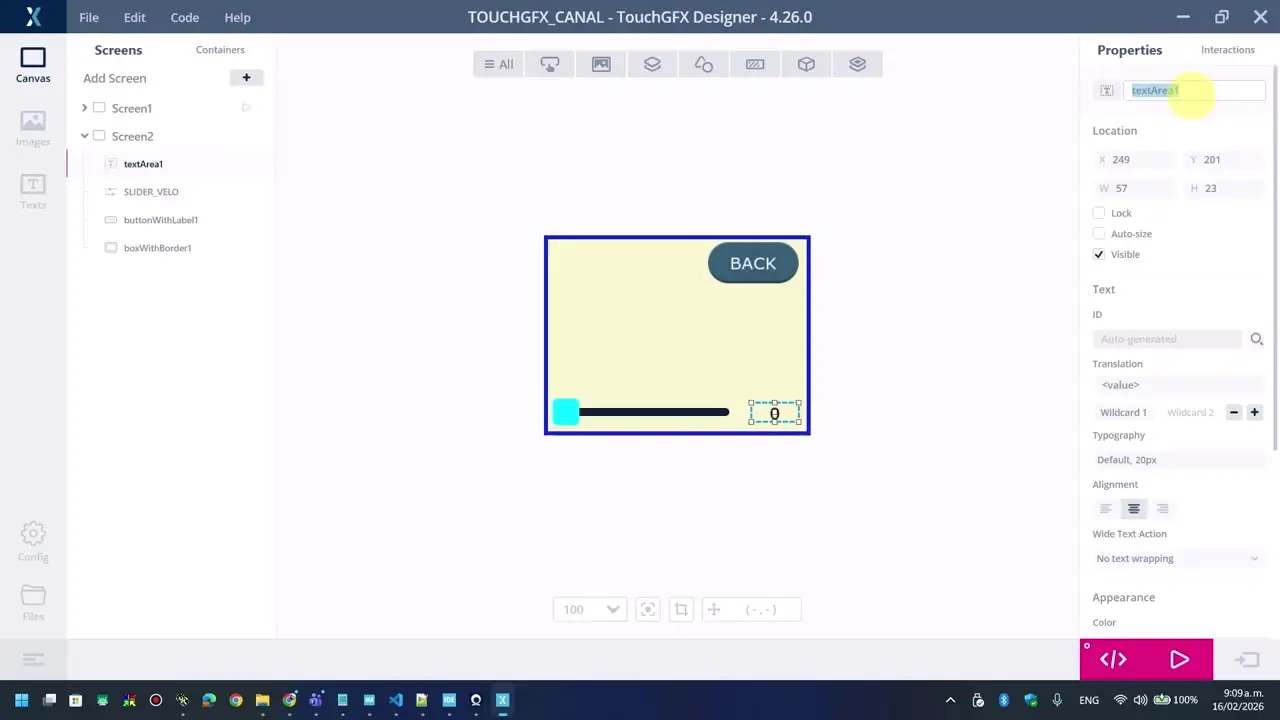 File Edit Code Help
TOUCHGFX_CANAL - TouchGFX Designer - 4.26.0
Canvas
Images
Texts
Config
Files
Screens Containers
Add Screen +
Screen1
Screen2
textArea1
SLIDER_VELO
buttonWithLabel1
boxWithBorder1
All
BACK
0
100
(-,-)
Properties Interactions
textArea1
Location
X 249 Y 201
W 57 H 23
Lock
Auto-size
Visible
Text
ID
Auto-generated
Translation
<value>
Wildcard 1 Wildcard 2 - +
Typography
Default, 20px
Alignment
Wide Text Action
No text wrapping
Appearance
Color
</>
IDE
ENG
100%
9:09 a. m.
16/02/2026